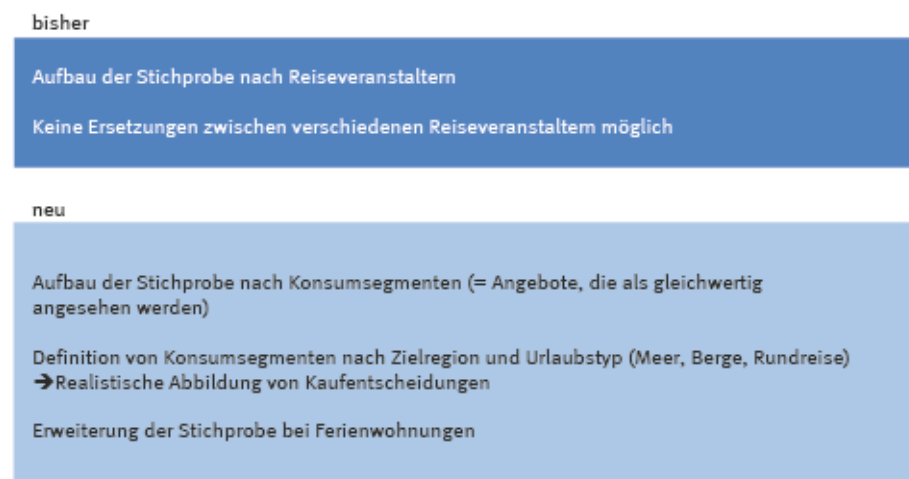 bisher
Aufbau der Stichprobe nach Reiseveranstaltern
Keine Ersetzungen zwischen verschiedenen Reiseveranstaltern möglich
neu
Aufbau der Stichprobe nach Konsumsegmenten (= Angebote, die als gleichwertig
angesehen werden)
Definition von Konsumsegmenten nach Zielregion und Urlaubstyp (Meer, Berge, Rundreise)
➔Realistische Abbildung von Kaufentscheidungen
Erweiterung der Stichprobe bei Ferienwohnungen